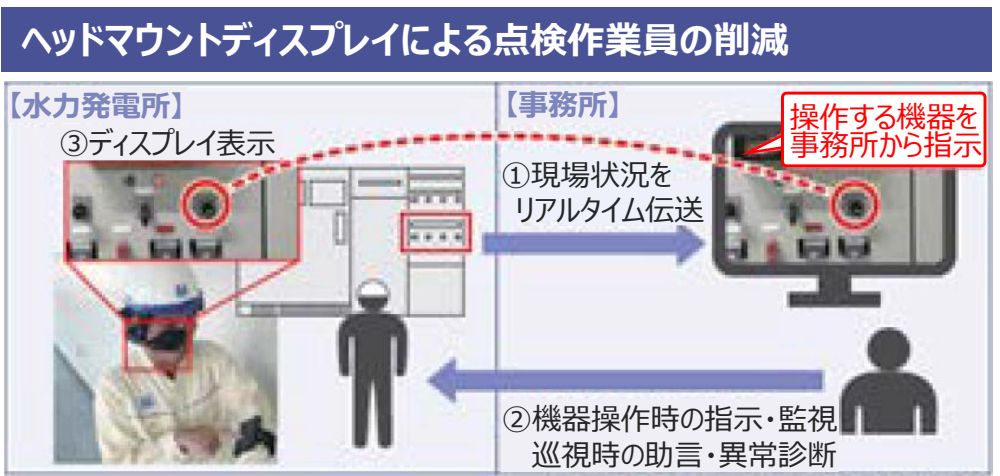 ヘッドマウントディスプレイによる点検作業員の削減
【水力発電所】
③ディスプレイ表示
【事務所】
操作する機器を
事務所から指示
①現場状況を
リアルタイム伝送
②機器操作時の指示・監視
巡視時の助言・異常診断